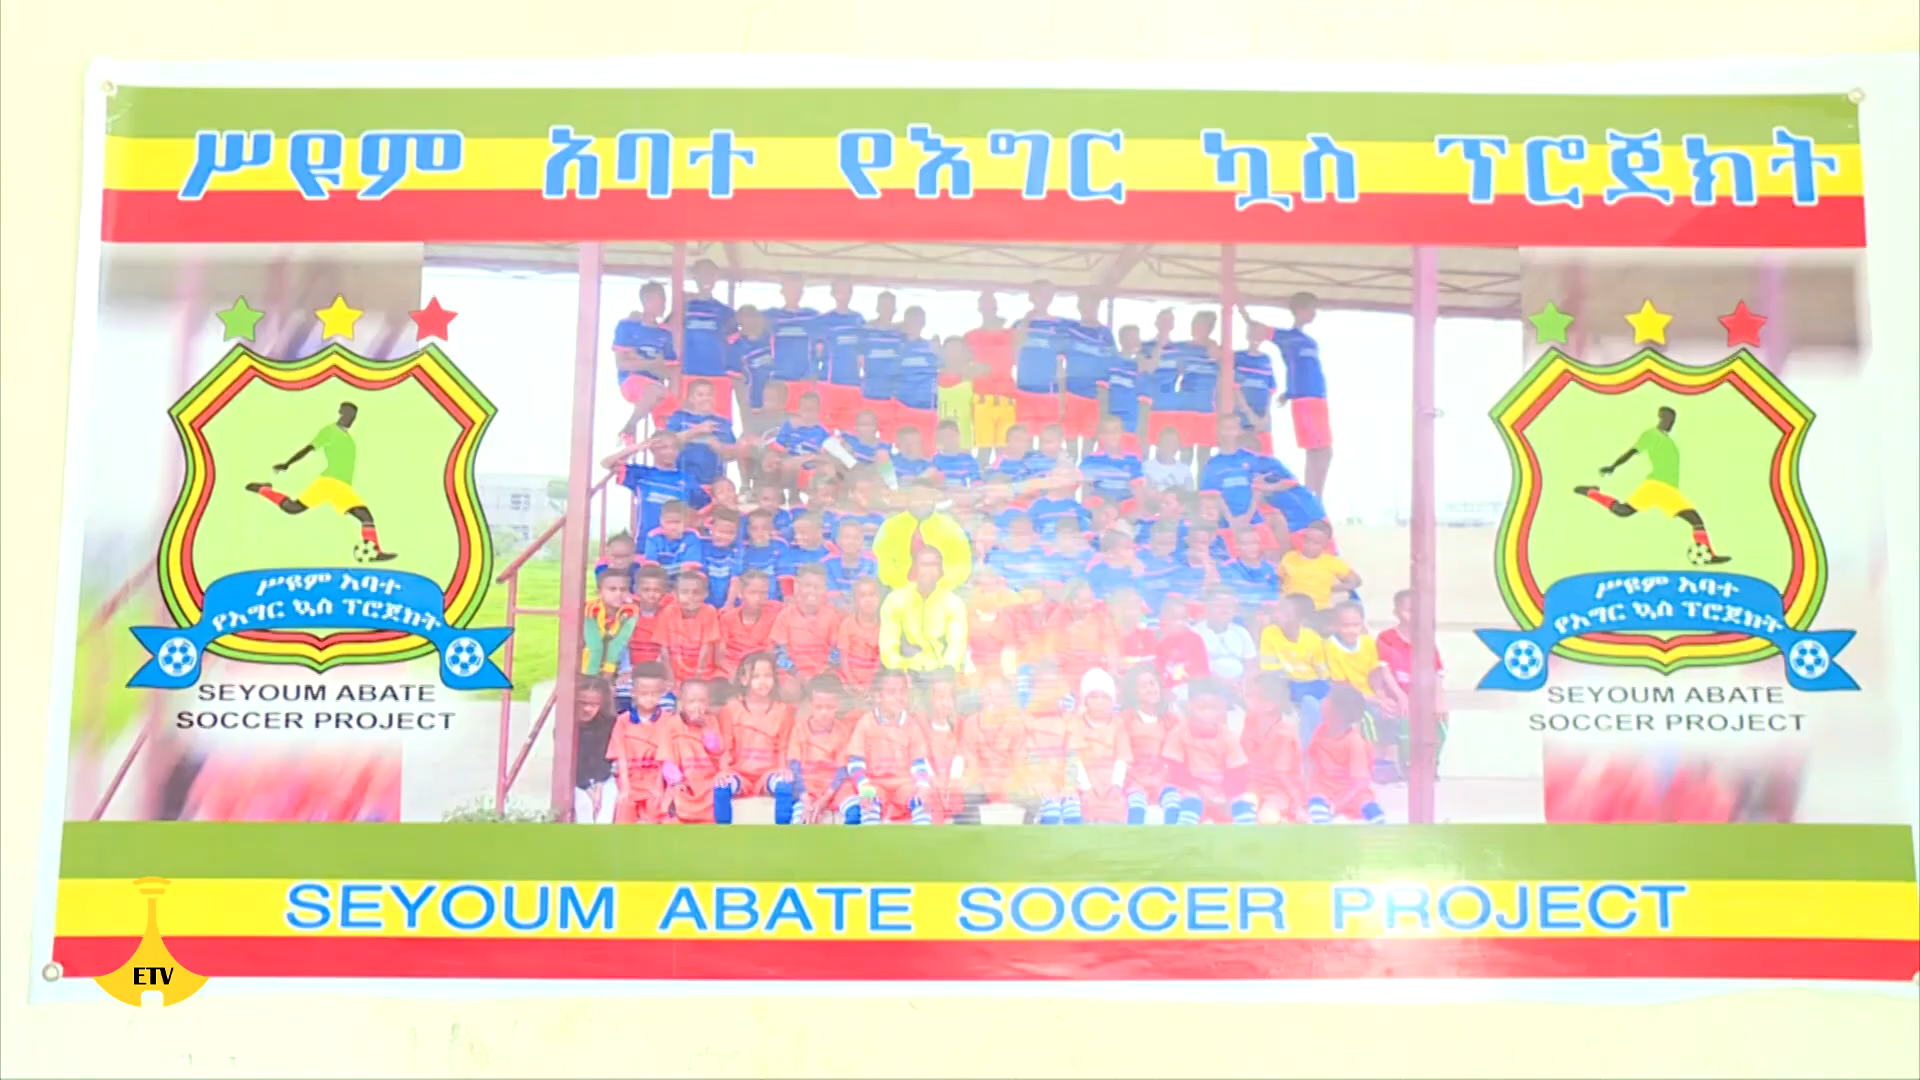 ሥዩም አባተ የእግር ኳስ ፕሮጀክት
ሥዩም አባተ
የእግር ኳስ ፕሮጀክት
SEYOUM ABATE
SOCCER PROJECT
ሥዩም አባተ
የእግር ኳስ ፕሮጀክት
SEYOUM ABATE
SOCCER PROJECT
SEYOUM ABATE SOCCER PROJECT
ETV